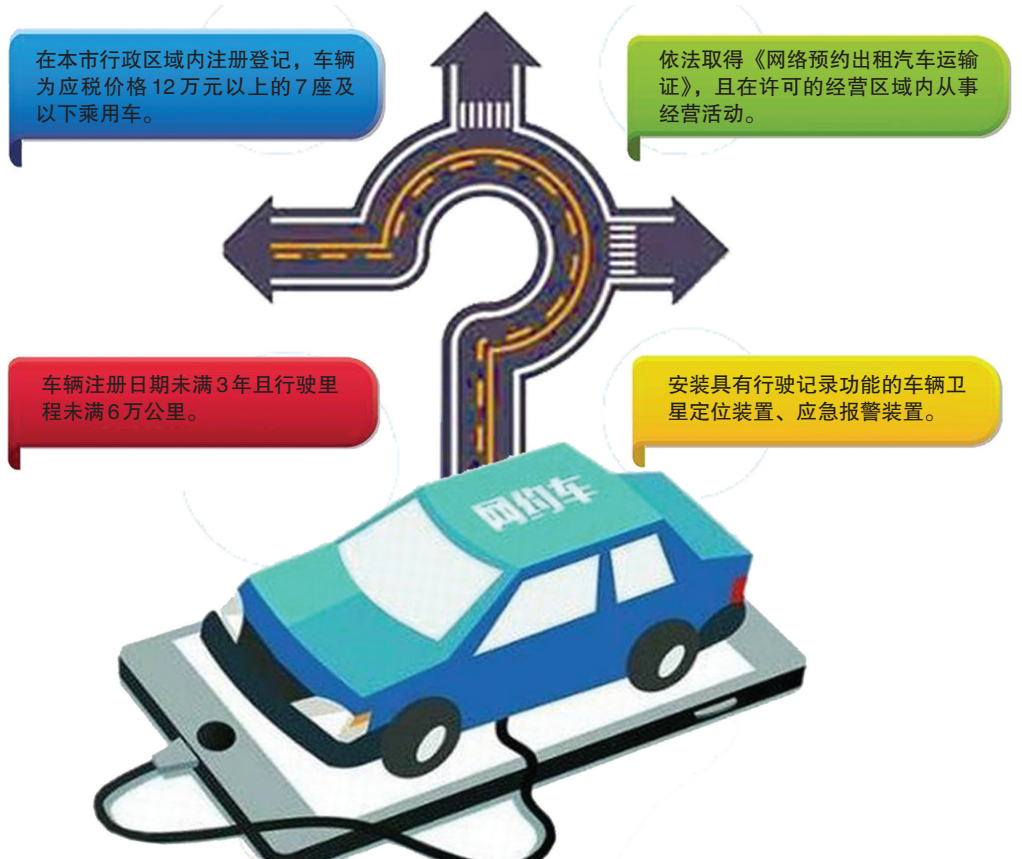 在本市行政区域内注册登记，车辆
为应税价格12万元以上的7座及
以下乘用车。
依法取得《网络预约出租汽车运输
证》，且在许可的经营区域内从事
经营活动。
车辆注册日期未满3年且行驶里
程未满6万公里。
安装具有行驶记录功能的车辆卫
星定位装置、应急报警装置。
网约车